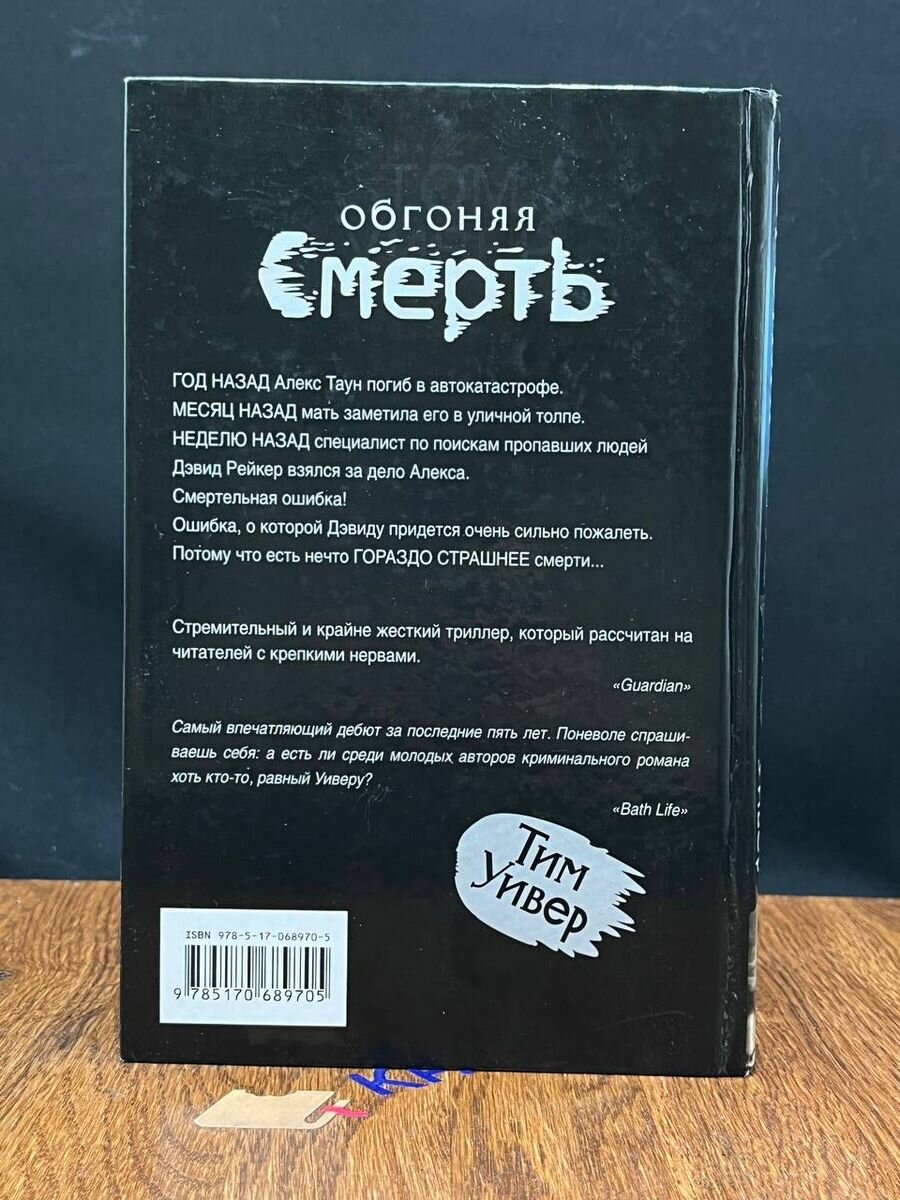 обгоняя
Смерть
ГОД НАЗАД Алекс Таун погиб в автокатастрофе.
МЕСЯЦ НАЗАД мать заметила его в уличной толпе.
НЕДЕЛЮ НАЗАД специалист по поискам пропавших людей
Дэвид Рейкер взялся за дело Алекса.
Смертельная ошибка!
Ошибка, о которой Дэвиду придется очень сильно пожалеть.
Потому что есть нечто ГОРАЗДО СТРАШНЕЕ смерти...
Стремительный и крайне жесткий триллер, который рассчитан на
читателей с крепкими нервами.
«Guardian»
Самый впечатляющий дебют за последние пять лет. Поневоле спраши-
ваешь себя: а есть ли среди молодых авторов криминального романа
хоть кто-то, равный Уиверу?
«Bath Life»
Тим
Уивер
ISBN 978-5-17-068970-5
9 785170 689705